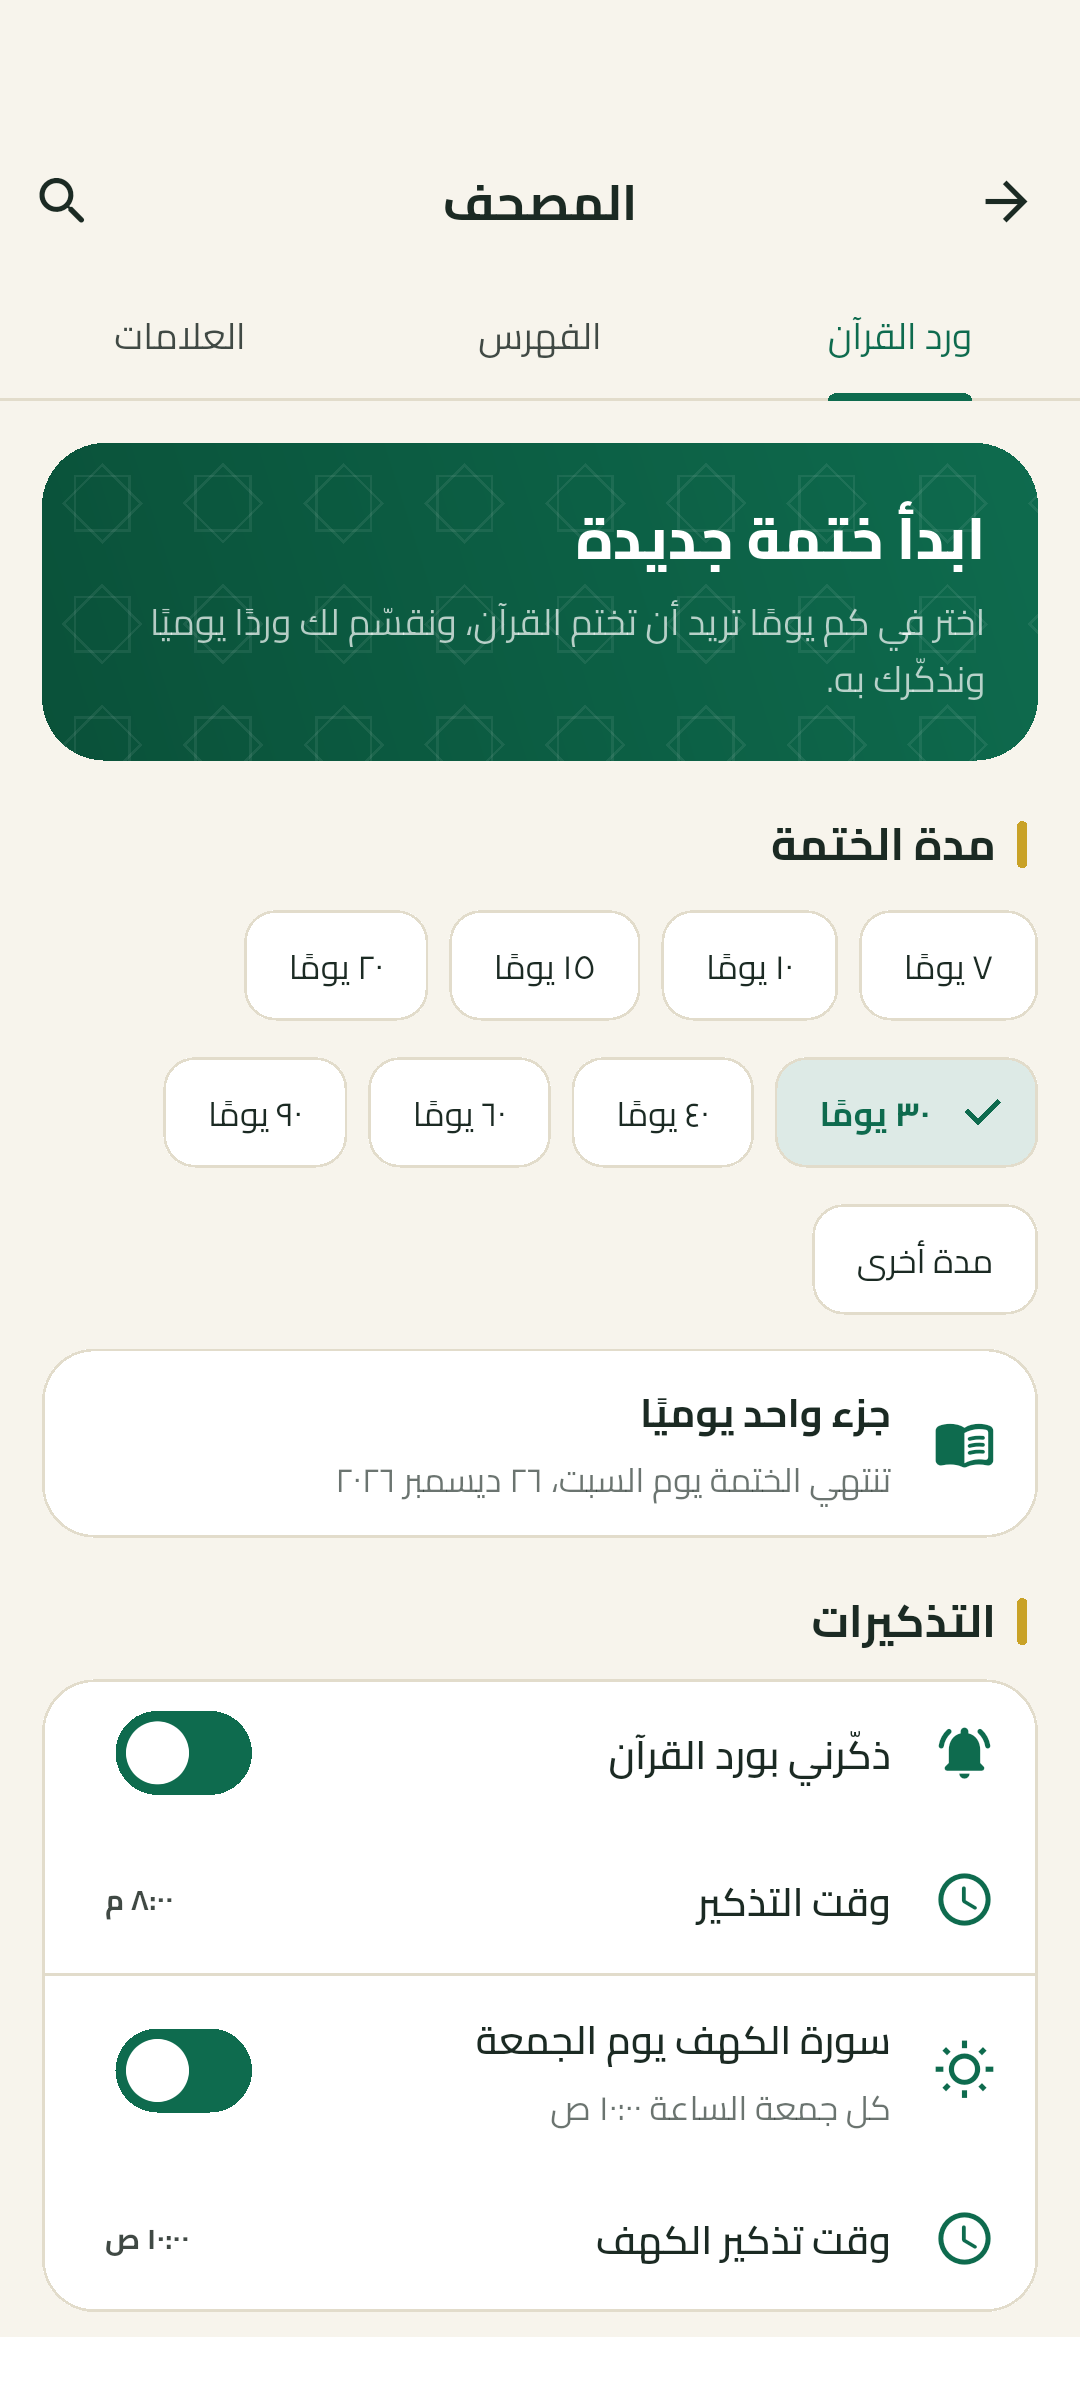 المصحف
ورد القرآن
الفهرس
العلامات
ابدأ ختمة جديدة
اختر في كم يومًا تريد أن تختم القرآن، ونقسّم لك وردًا يوميًا
ونذكّرك به.
مدة الختمة
٧ يومًا
١٠ يومًا
١٥ يومًا
٢٠ يومًا
٣٠ يومًا
٤٠ يومًا
٦٠ يومًا
٩٠ يومًا
مدة أخرى
جزء واحد يوميًا
تنتهي الختمة يوم السبت، ٢٦ ديسمبر ٢٠٢٦
التذكيرات
ذكّرني بورد القرآن
وقت التذكير
٨:٠٠ م
سورة الكهف يوم الجمعة
كل جمعة الساعة ١٠:٠٠ ص
وقت تذكير الكهف
١٠:٠٠ ص